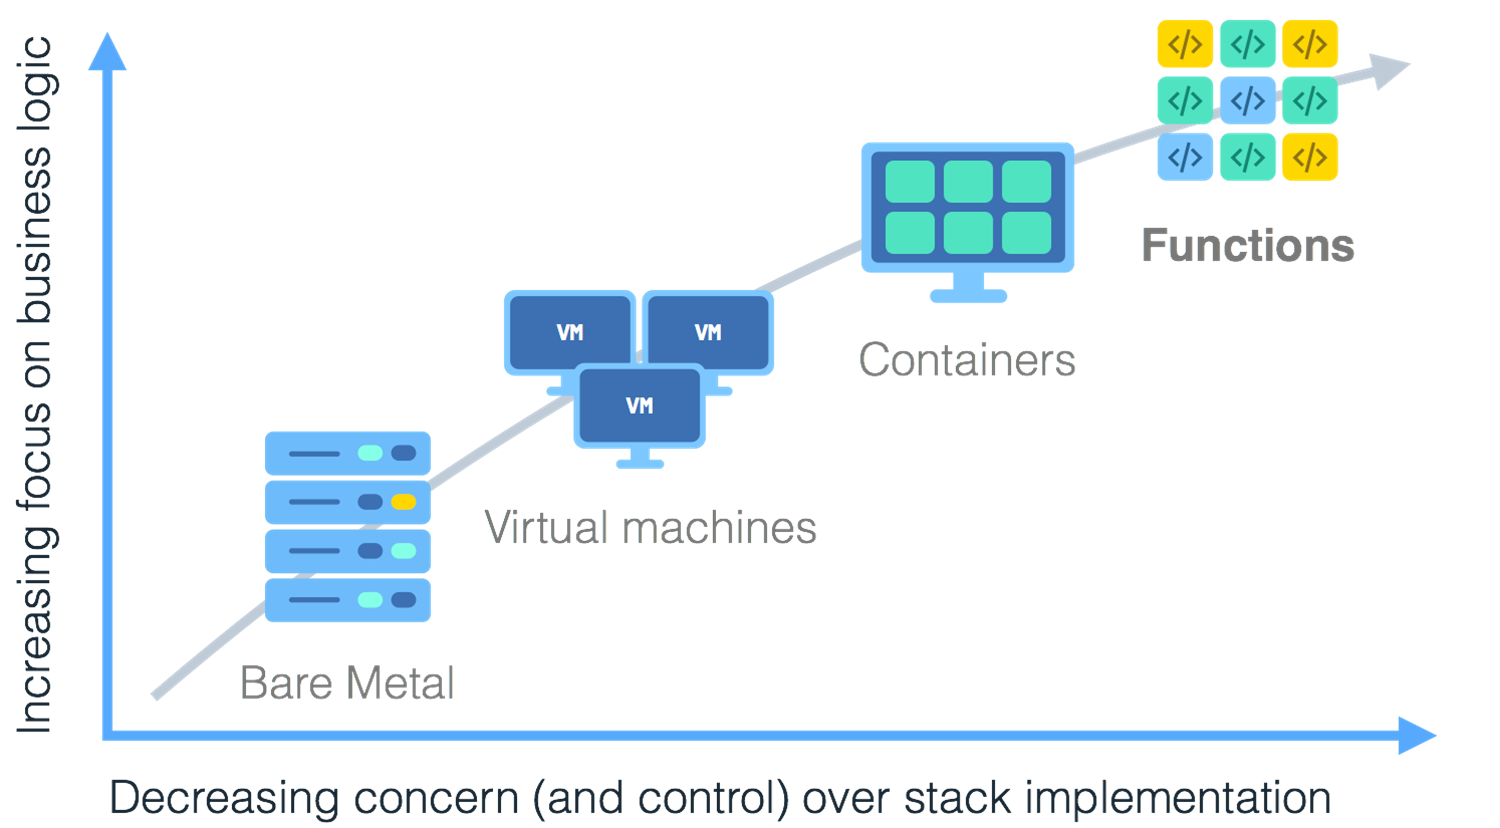 Increasing focus on business logic
</> </> </>
</> </> </>
</> </> </>
Functions
Containers
VM VM
VM
Virtual machines
Bare Metal
Decreasing concern (and control) over stack implementation